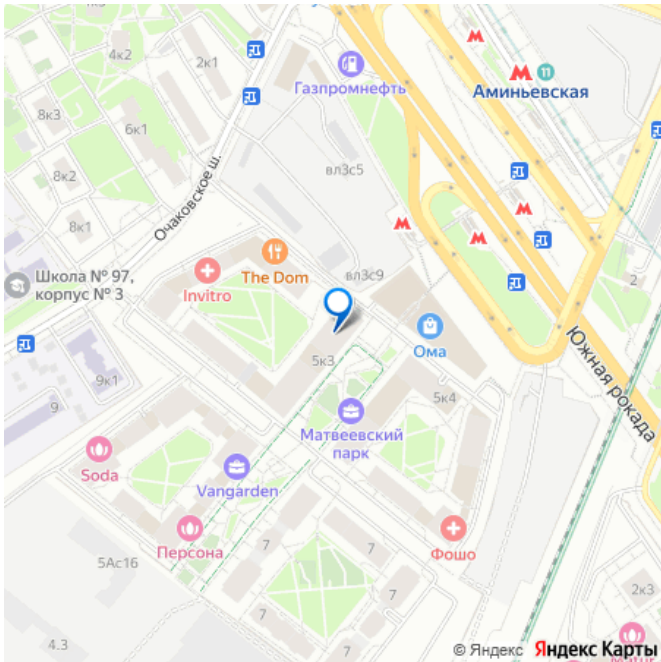 4к2
2к1
Газпромнефть
11
Аминьевская
8к3
6к1
вл3с5
8к2
Очаковское ш.
8к1
The Dom
вл3с9
2
Школа № 97,
корпус № 3
Invitro
Ома
Южная рокада
5к3
9к1
5к4
9
Матвеевский
парк
Soda
Vangarden
Персона
7
7
Фошо
5Ас16
7
7
2к3
4.3
© Яндекс Яндекс Карты